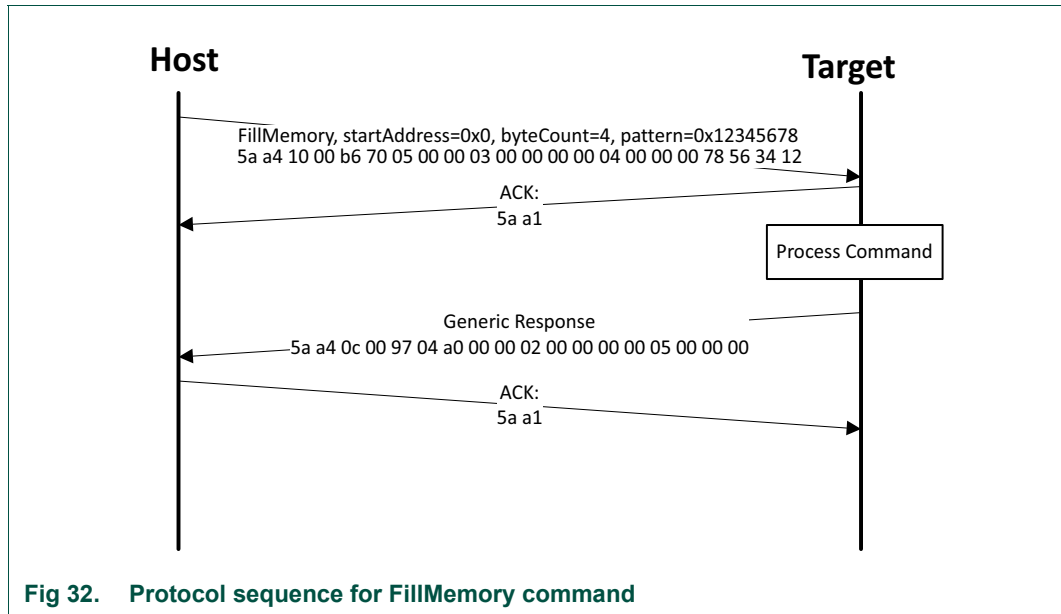 Host
Target
FillMemory, startAddress=0x0, byteCount=4, pattern=0x12345678
5a a4 10 00 b6 70 05 00 00 03 00 00 00 00 04 00 00 00 78 56 34 12
ACK:
5a a1
Process Command
Generic Response
5a a4 0c 00 97 04 a0 00 00 02 00 00 00 00 05 00 00 00
ACK:
5a a1
Fig 32. Protocol sequence for FillMemory command